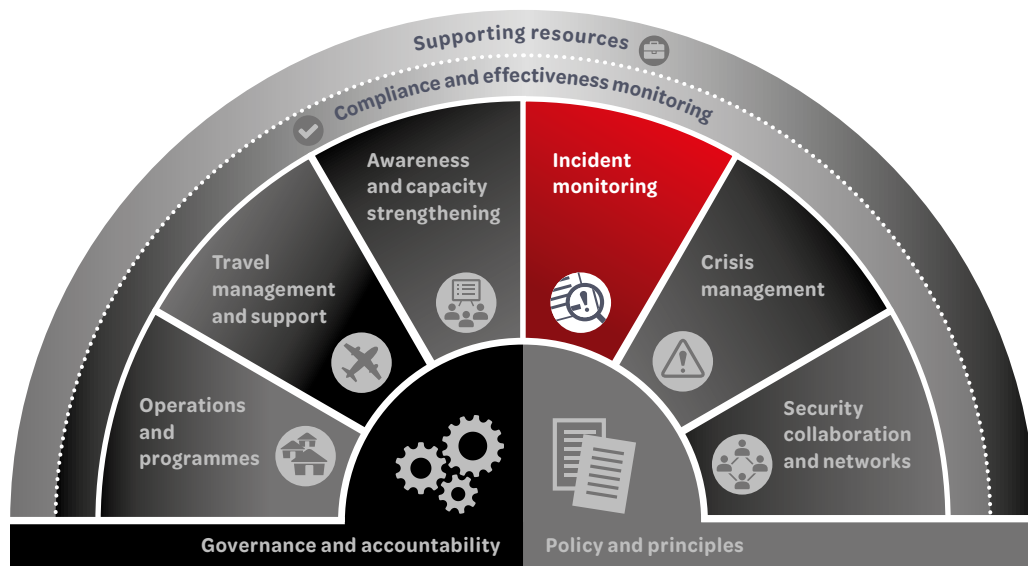 Supporting resources
Compliance and effectiveness monitoring
Operations
and
programmes
Travel
management
and support
Awareness
and capacity
strengthening
Incident
monitoring
Crisis
management
Security
collaboration
and networks
Governance and accountability
Policy and principles